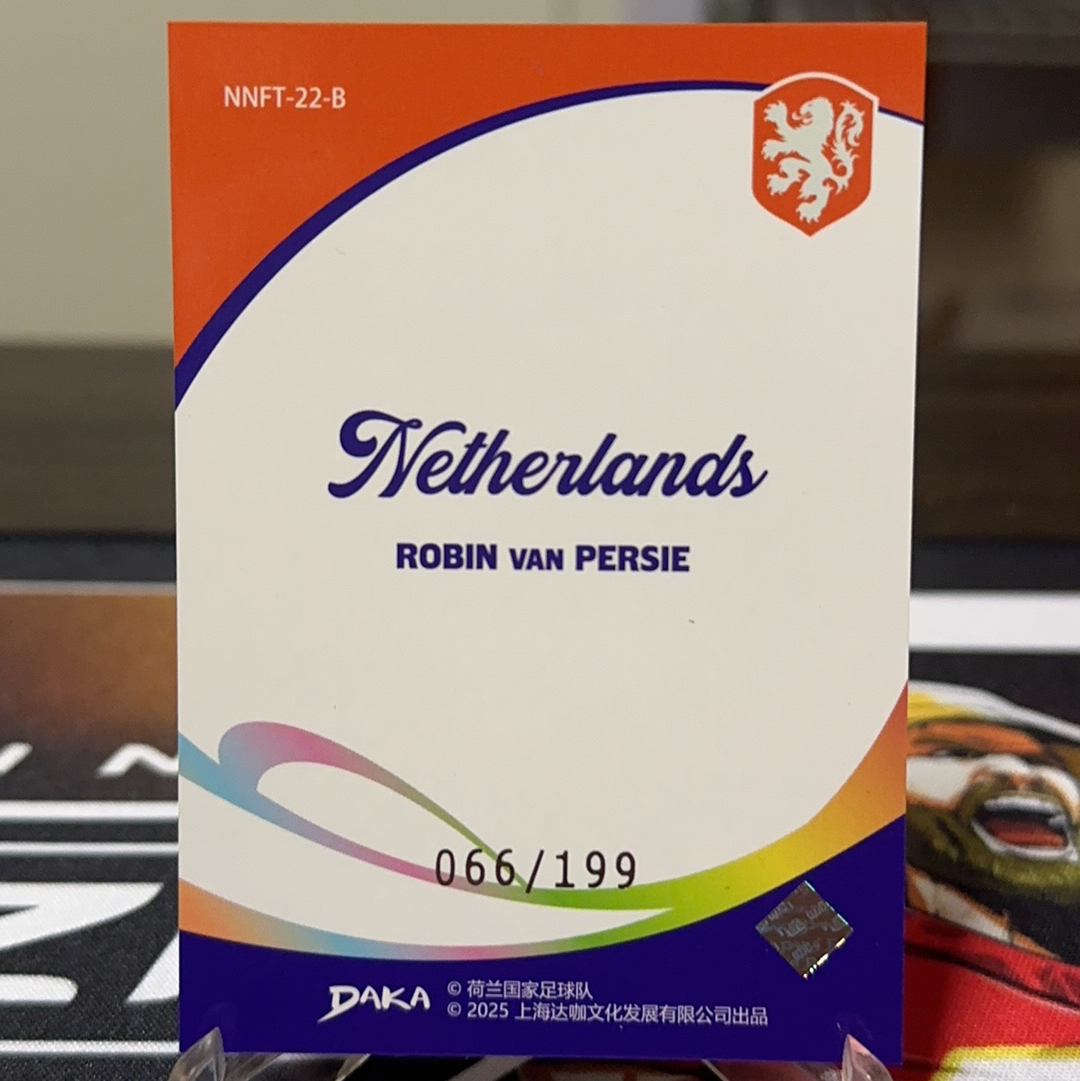 NNFT-22-B
Netherlands
ROBIN VAN PERSIE
066/199
DAKA
© 荷兰国家足球队
© 2025 上海达咖文化发展有限公司出品